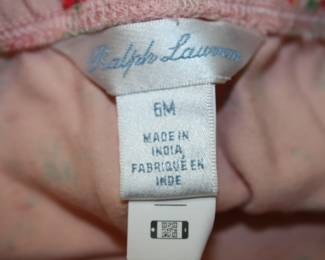 Ralph Lauren
6M
MADE IN
INDIA
FABRIQUÉ EN
INDE